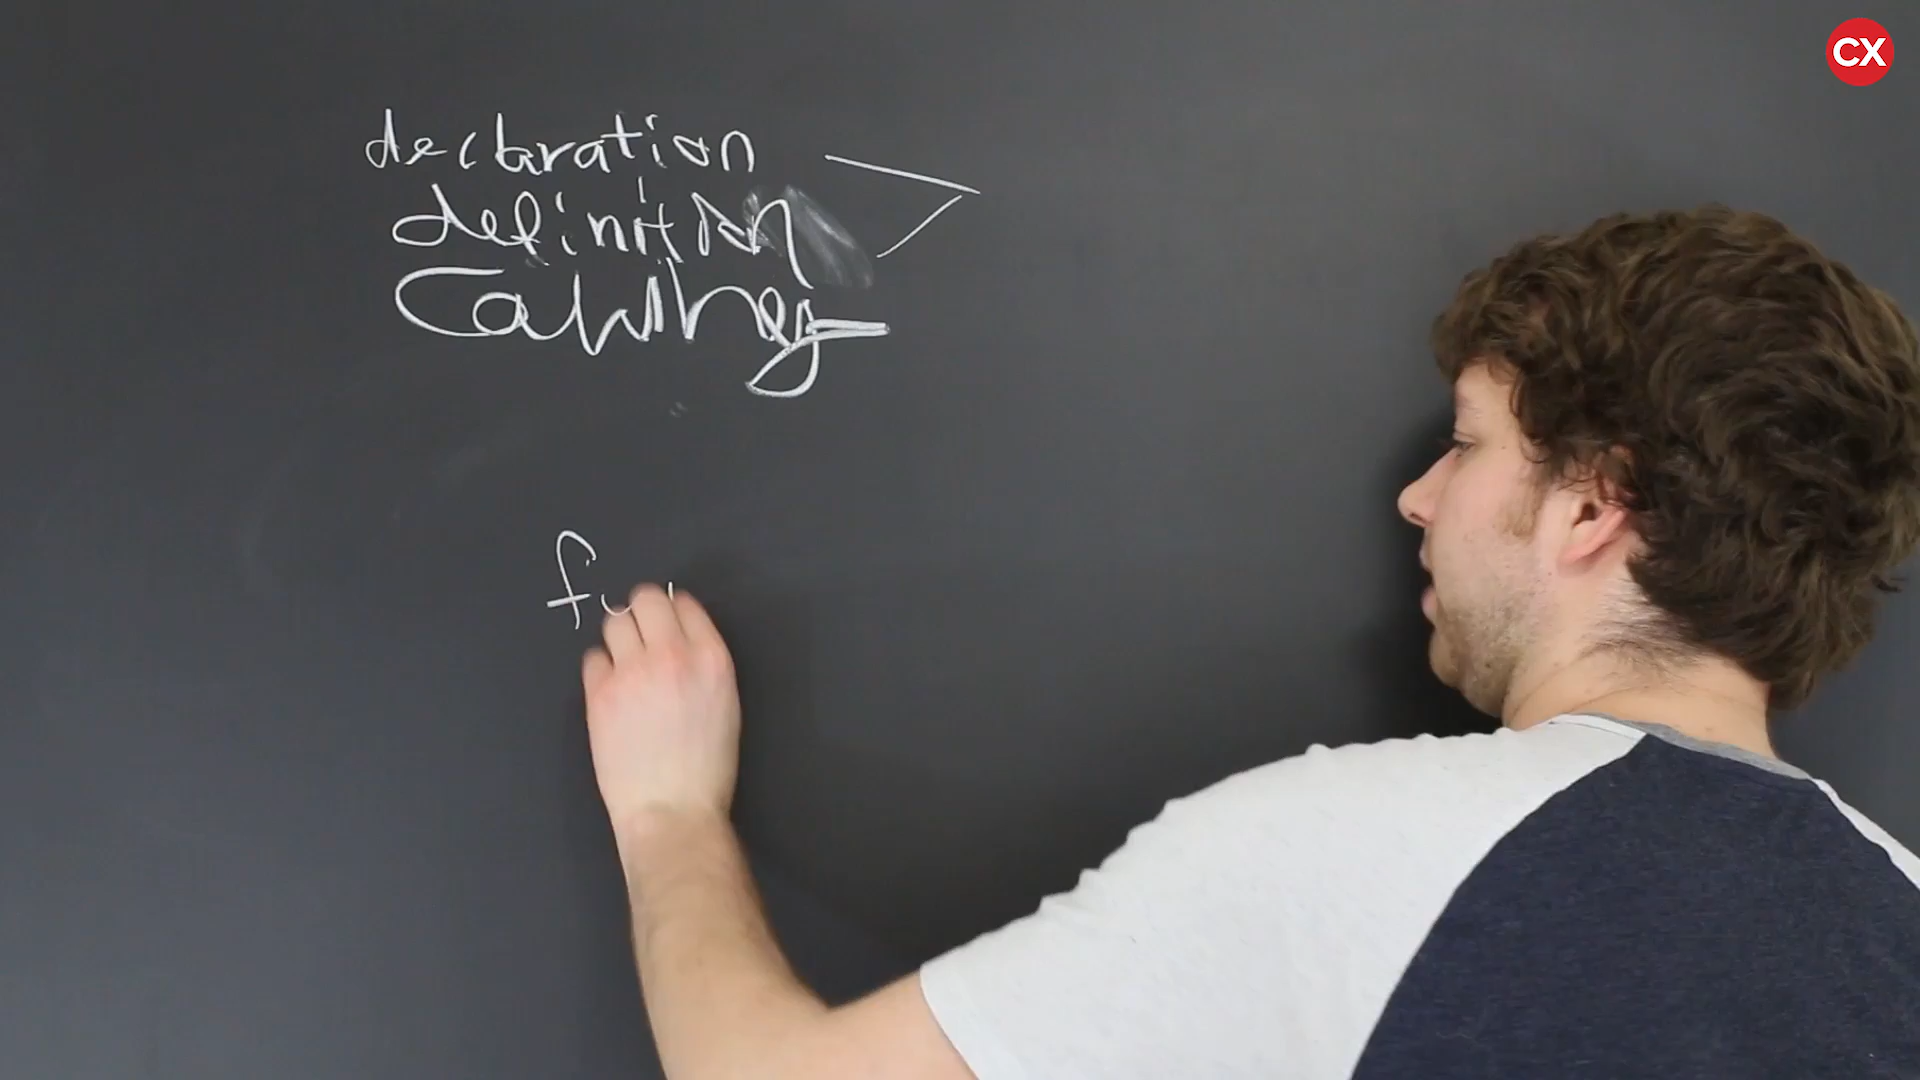 CX
declaration
definition
Calling
fu